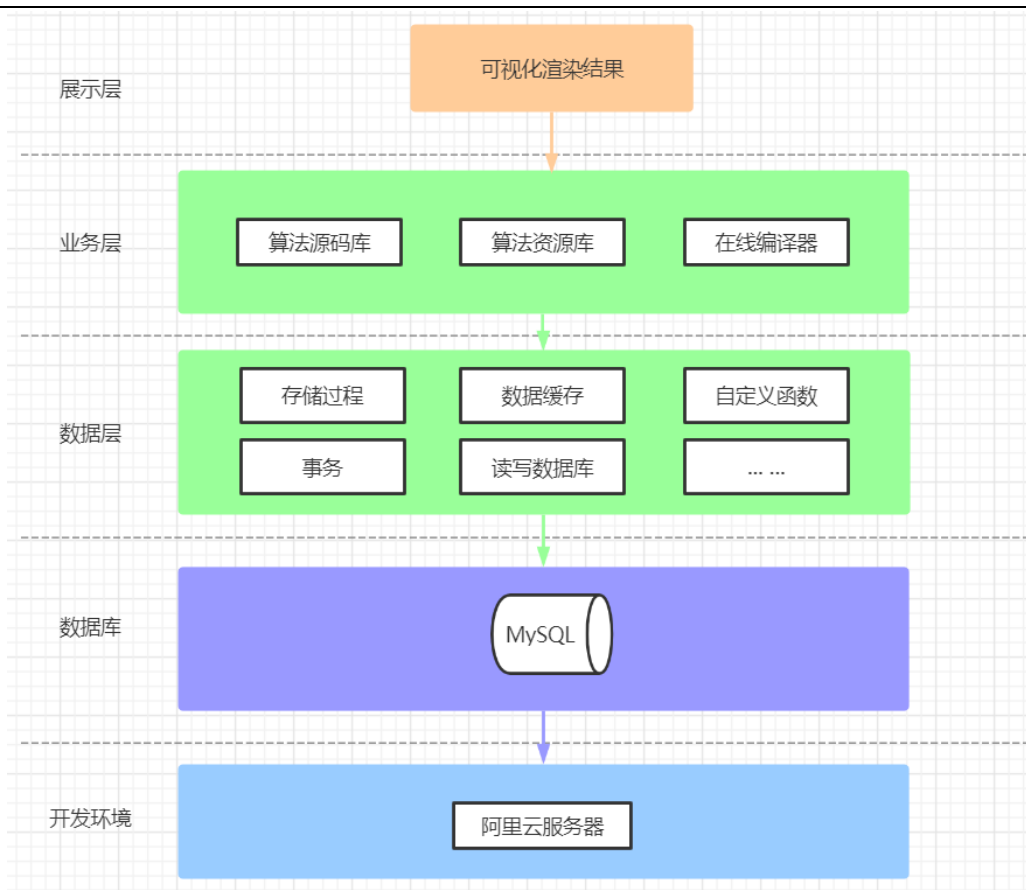 可视化渲染结果
展示层
业务层
算法源码库
算法资源库
在线编译器
存储过程
数据缓存
自定义函数
数据层
事务
读写数据库
... ...
数据库
MySQL
开发环境
阿里云服务器